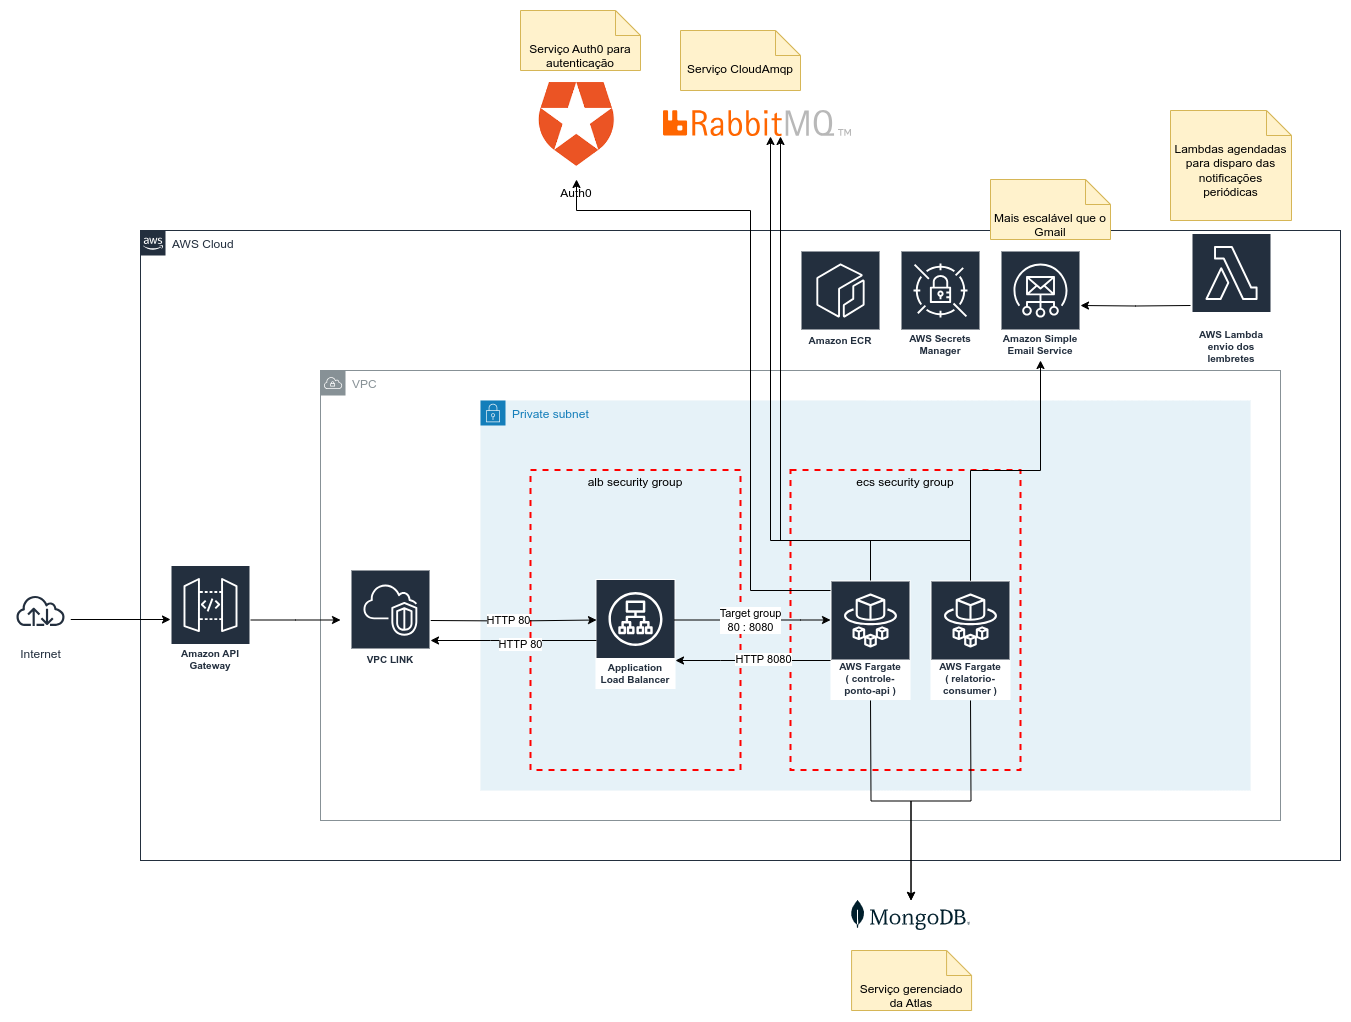 Serviço Auth0 para
autenticação
Serviço CloudAmqp
RabbitMQ TM
Auth0
Lambdas agendadas
para disparo das
notificações
periódicas
Mais escalável que o
Gmail
aws
AWS Cloud
Amazon ECR
AWS Secrets
Manager
Amazon Simple
Email Service
AWS Lambda
envio dos
lembretes
VPC
Private subnet
alb security group
ecs security group
Internet
Amazon API
Gateway
VPC LINK
HTTP 80
HTTP 80
Application
Load Balancer
Target group
80 : 8080
HTTP 8080
AWS Fargate
( controle-
ponto-api )
AWS Fargate
( relatorio-
consumer )
MongoDB®
Serviço gerenciado
da Atlas